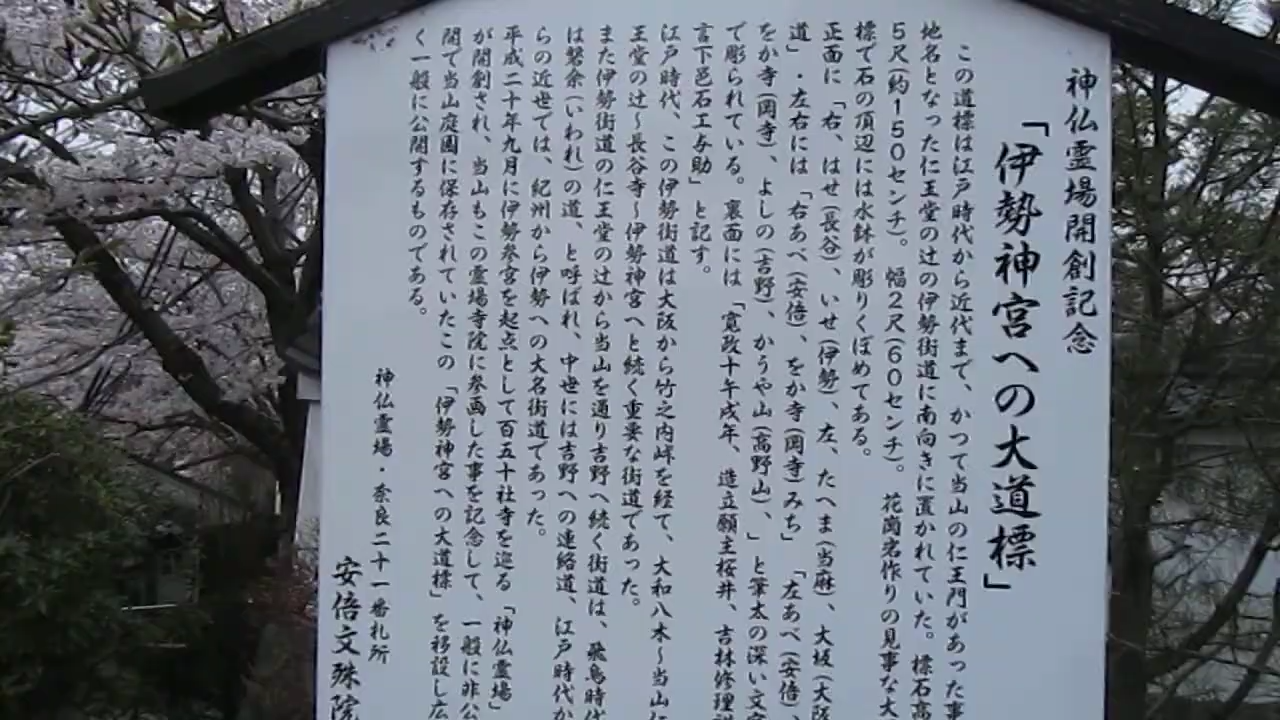 神仏霊場開創記念
「伊勢神宮への大道標」
この道標は江戸時代から近代まで、かつて当山の仁王門があった事
地名となった仁王堂の辻の伊勢街道に南向きに置かれていた。標石高
5尺(約150センチ)。幅2尺(60センチ)。花崗岩作りの見事な大
標で石の頂辺には水鉢が彫りくぼめてある。
正面に「右、はせ(長谷)、いせ(伊勢)、左、たへま(当麻)、大坂(大阪
道」・左右には「右あべ(安倍)、をか寺(岡寺)みち」「左あべ(安倍)、
をか寺(岡寺)、よしの(吉野)、かうや山(高野山)、」と筆太の深い文字
で彫られている。裏面には「寛政十年戌年、造立願主桜井、吉林修理
言下邑石工与助」と記す。
江戸時代、この伊勢街道は大阪から竹之内峠を経て、大和八木～当山仁
王堂の辻～長谷寺～伊勢神宮へと続く重要な街道であった。
また伊勢街道の仁王堂の辻から当山を通り吉野へ続く街道は、飛鳥時代
は磐余(いわれ)の道、と呼ばれ、中世には吉野への連絡道、江戸時代か
らの近世では、紀州から伊勢への大名街道であった。
平成二十年九月に伊勢参宮を起点として百五十社寺を巡る「神仏霊場」
が開創され、当山もこの霊場寺院に参画した事を記念して、一般に非公
開で当山庭園に保存されていたこの「伊勢神宮への大道標」を移設し広
く一般に公開するものである。
神仏霊場・奈良二十一番札所
安倍文殊院